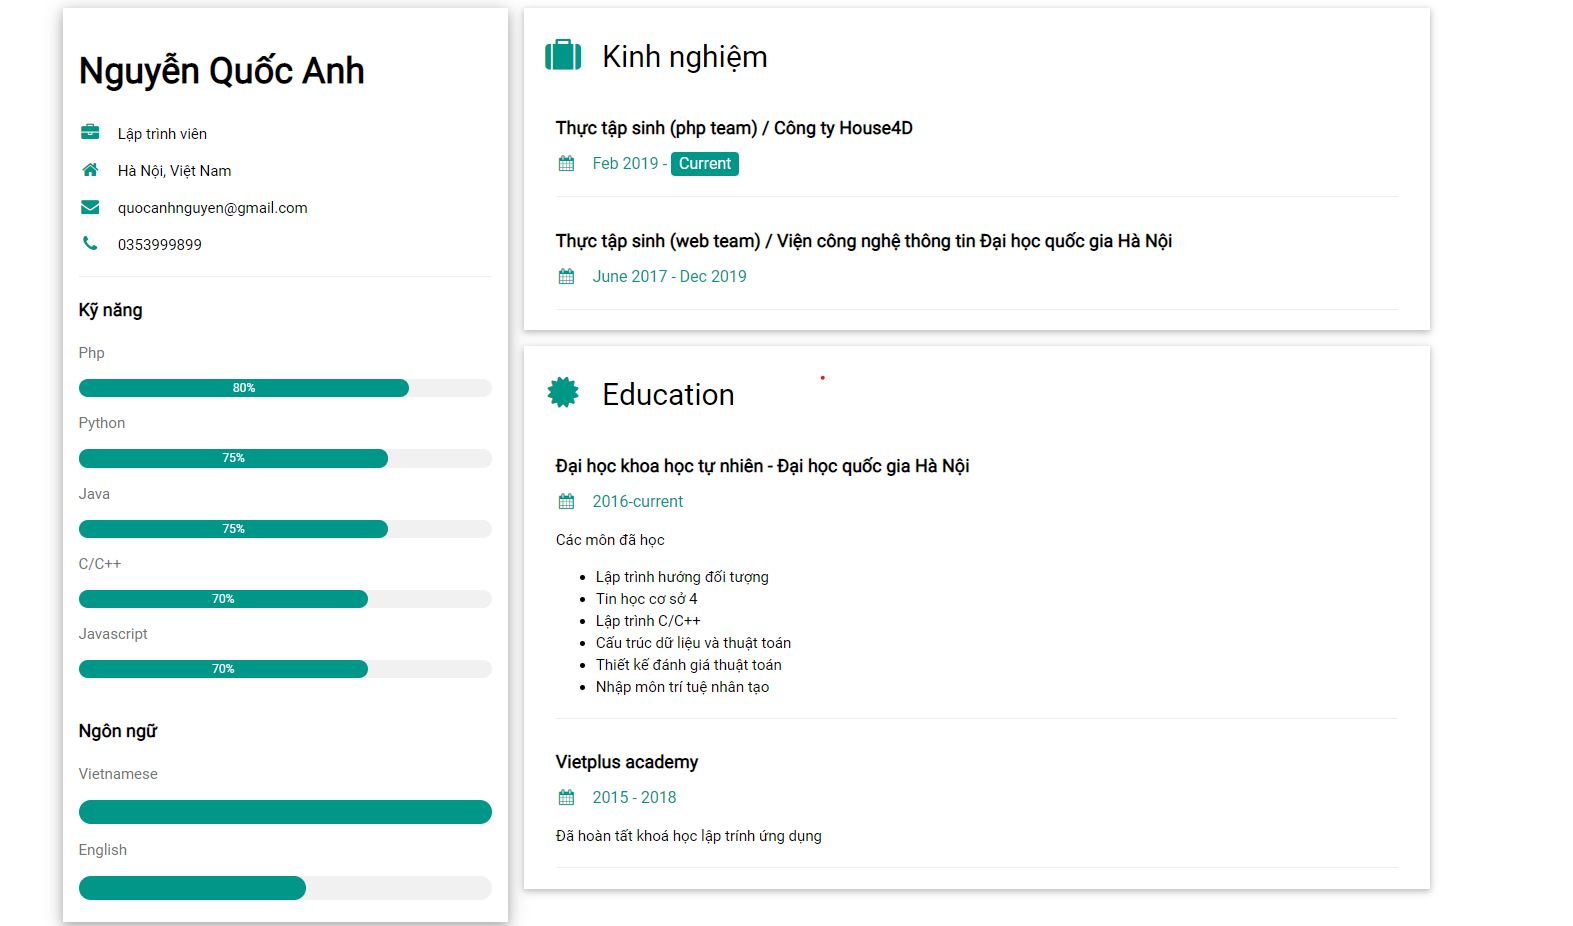 Nguyễn Quốc Anh
Lập trình viên
Hà Nội, Việt Nam
quocanhnguyen@gmail.com
0353999899
Kỹ năng
Php
80%
Python
75%
Java
75%
C/C++
70%
Javascript
70%
Ngôn ngữ
Vietnamese
English
Kinh nghiệm
Thực tập sinh (php team) / Công ty House4D
Feb 2019 - Current
Thực tập sinh (web team) / Viện công nghệ thông tin Đại học quốc gia Hà Nội
June 2017 - Dec 2019
Education
Đại học khoa học tự nhiên - Đại học quốc gia Hà Nội
2016-current
Các môn đã học
• Lập trình hướng đối tượng
• Tin học cơ sở 4
• Lập trình C/C++
• Cấu trúc dữ liệu và thuật toán
• Thiết kế đánh giá thuật toán
• Nhập môn trí tuệ nhân tạo
Vietplus academy
2015 - 2018
Đã hoàn tất khoá học lập trính ứng dụng